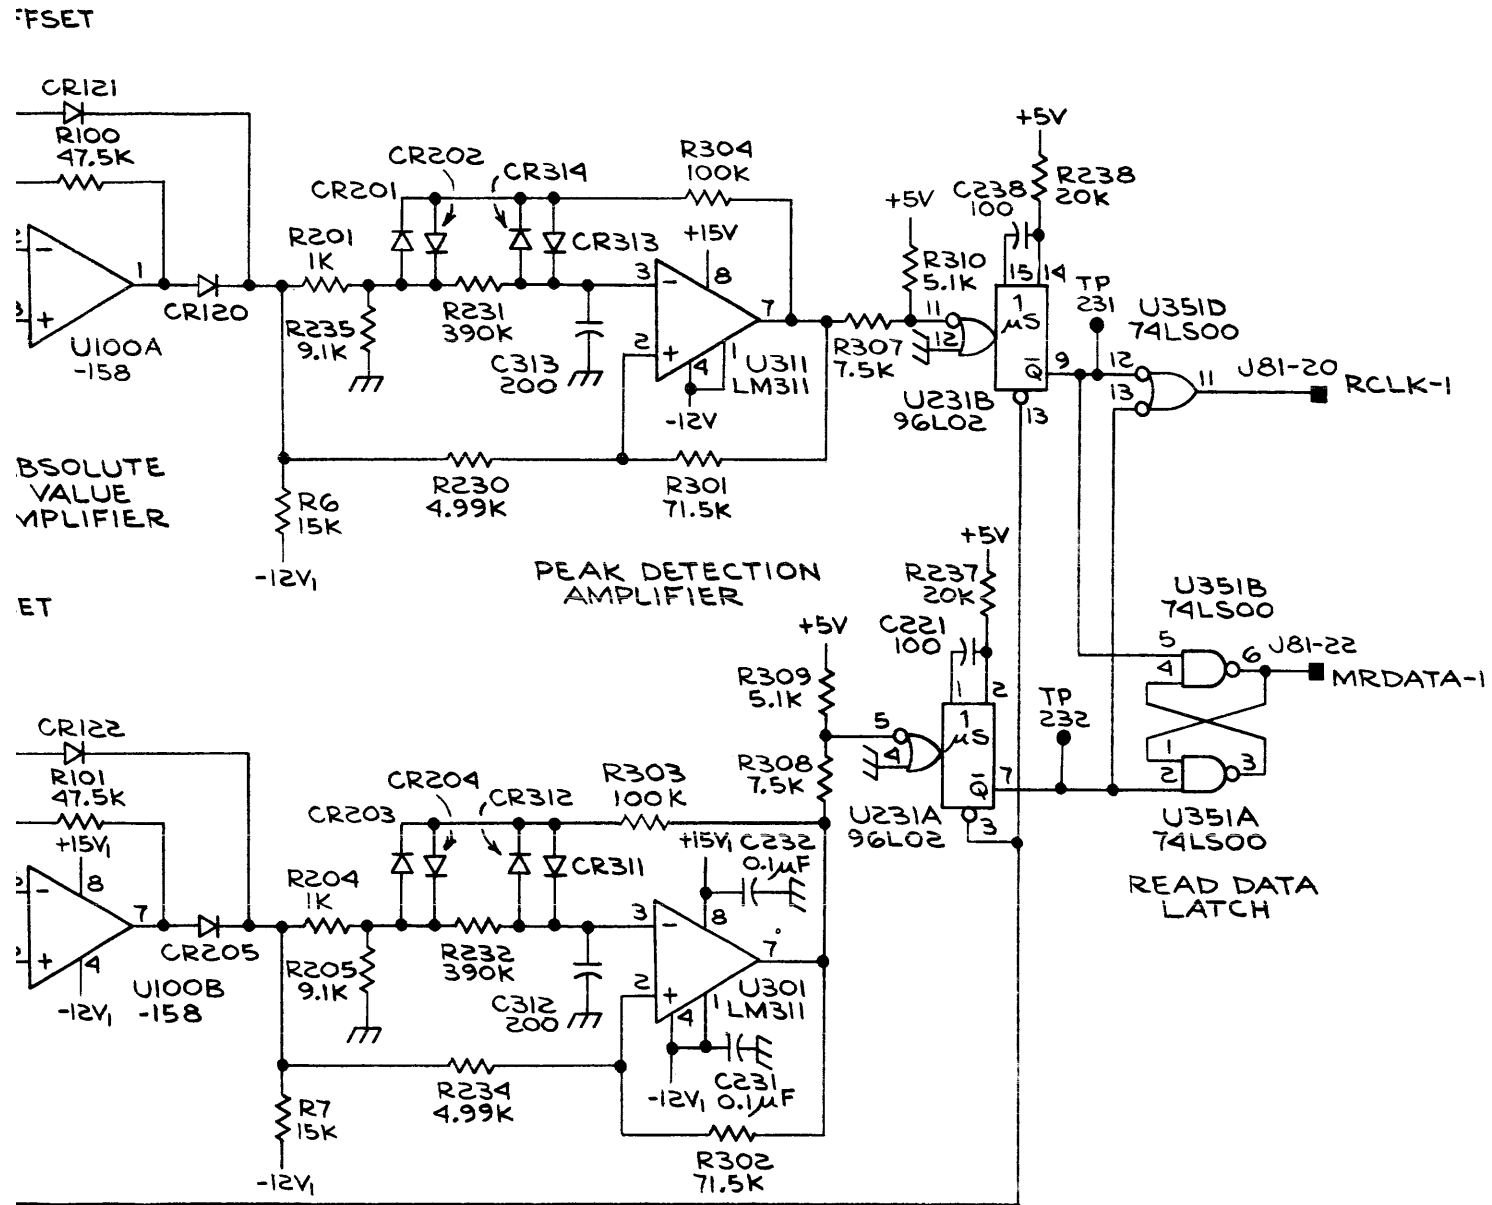 FFSET
CR121
R100
47.5K
1
CR120
U100A
-158
BSOLUTE
VALUE
MPLIFIER
ET
R201
1K
CR201
CR202
CR314
R304
100K
R235
9.1K
R231
390K
CR313
C313
200
+15V
8
3
-
2
+
7
1
4
U311
LM311
-12V
R230
4.99K
R301
71.5K
R6
15K
-12V1
PEAK DETECTION
AMPLIFIER
+5V
R310
5.1K
R307
7.5K
11
12
+5V
R238
20K
C238
100
15
14
1
µS
Q
9
13
U231B
96L02
TP
231
U351D
74LS00
12
13
11
J81-20
RCLK-1
+5V
R237
20K
C221
100
1
2
1
µS
Q
7
3
U231A
96L02
5
4
+5V
R309
5.1K
R308
7.5K
TP
232
U351B
74LS00
5
4
6
J81-22
MRDATA-1
1
2
3
U351A
74LS00
READ DATA
LATCH
CR122
R101
47.5K
+15V1
8
-
+
7
4
-12V1
CR205
U100B
-158
R204
1K
CR203
CR204
CR312
R303
100K
R205
9.1K
R232
390K
CR311
C312
200
+15V1
C232
0.1µF
8
3
-
2
+
7
1
4
U301
LM311
C231
0.1µF
-12V1
R234
4.99K
R302
71.5K
R7
15K
-12V1